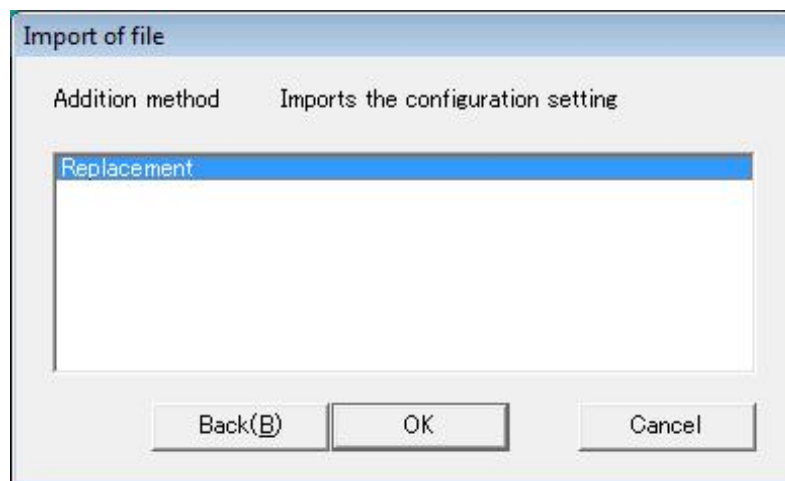 Import of file
Addition method Imports the configuration setting
Replacement
Back(B) OK Cancel